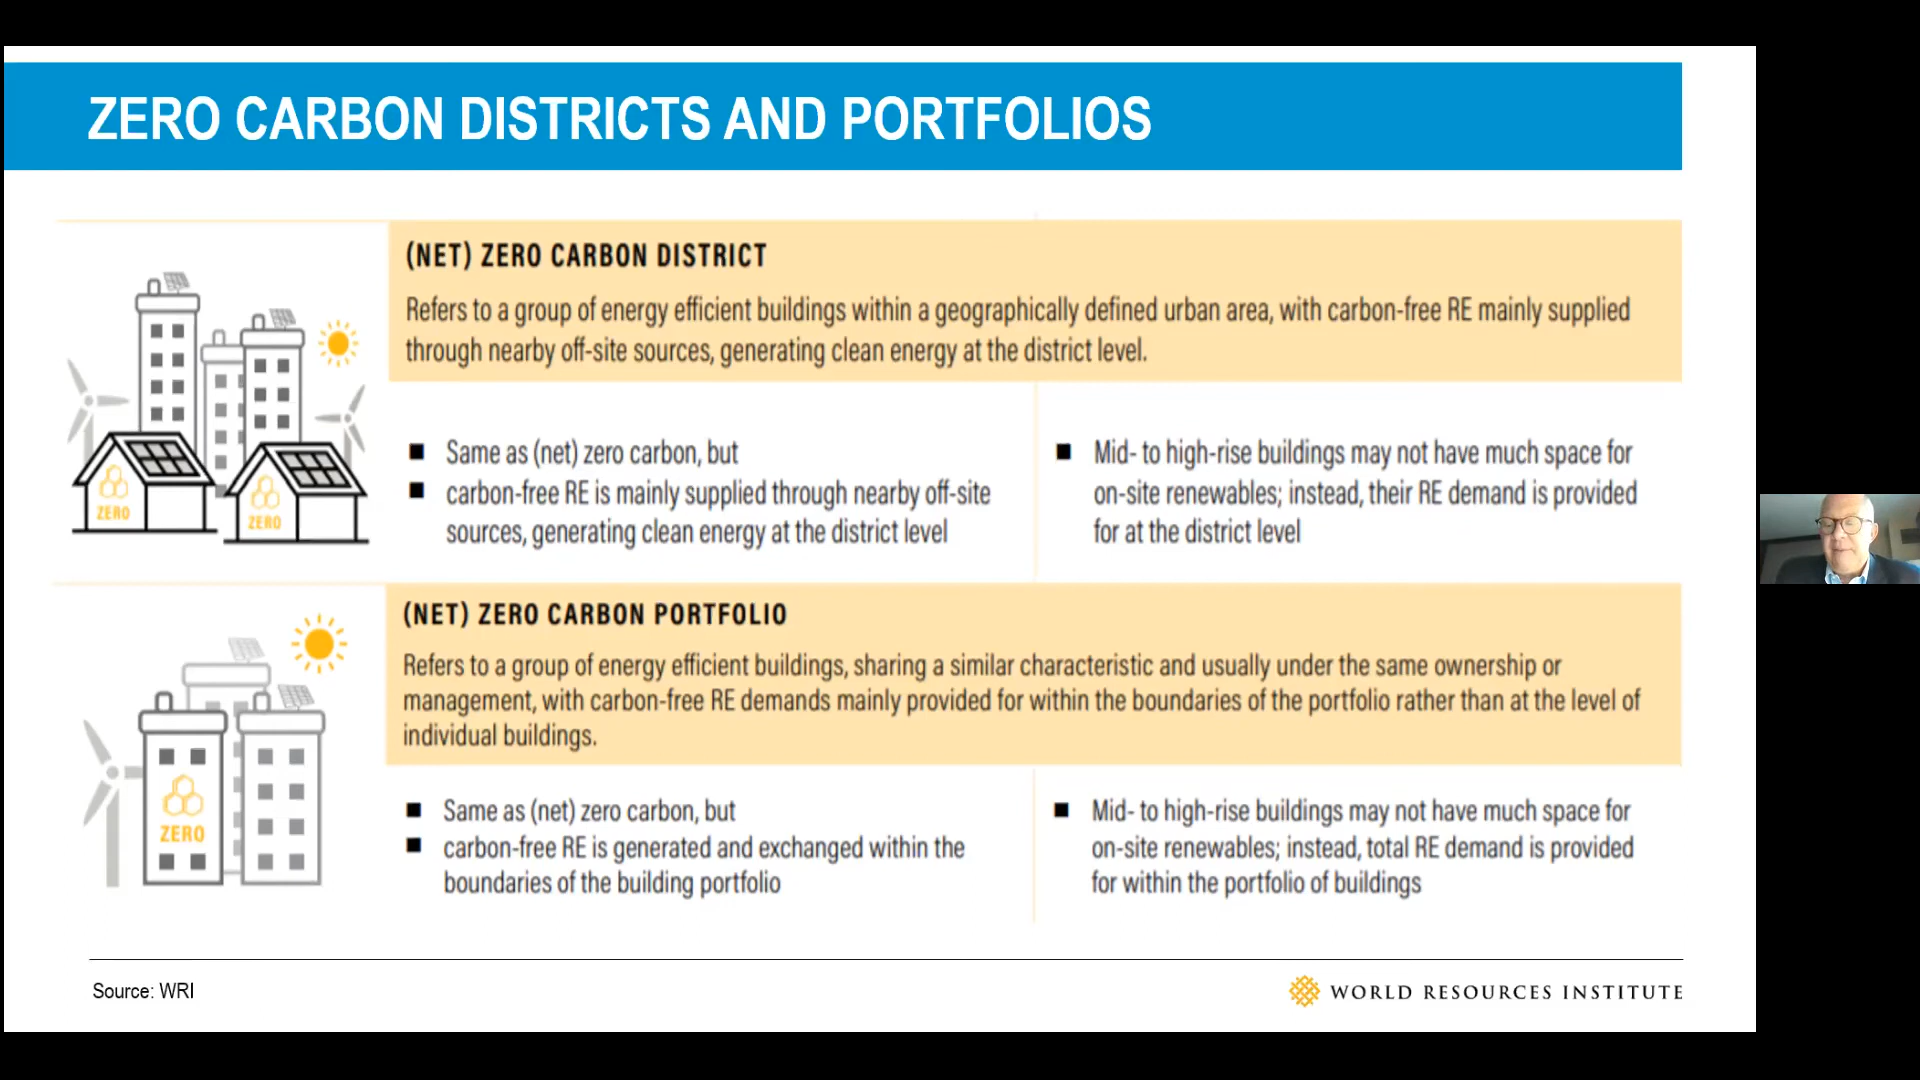 ZERO CARBON DISTRICTS AND PORTFOLIOS
(NET) ZERO CARBON DISTRICT
Refers to a group of energy efficient buildings within a geographically defined urban area, with carbon-free RE mainly supplied
through nearby off-site sources, generating clean energy at the district level.
ZERO
ZERO
Same as (net) zero carbon, but
carbon-free RE is mainly supplied through nearby off-site
sources, generating clean energy at the district level
Mid- to high-rise buildings may not have much space for
on-site renewables; instead, their RE demand is provided
for at the district level
(NET) ZERO CARBON PORTFOLIO
Refers to a group of energy efficient buildings, sharing a similar characteristic and usually under the same ownership or
management, with carbon-free RE demands mainly provided for within the boundaries of the portfolio rather than at the level of
individual buildings.
ZERO
Same as (net) zero carbon, but
carbon-free RE is generated and exchanged within the
boundaries of the building portfolio
Mid- to high-rise buildings may not have much space for
on-site renewables; instead, total RE demand is provided
for within the portfolio of buildings
Source: WRI
WORLD RESOURCES INSTITUTE